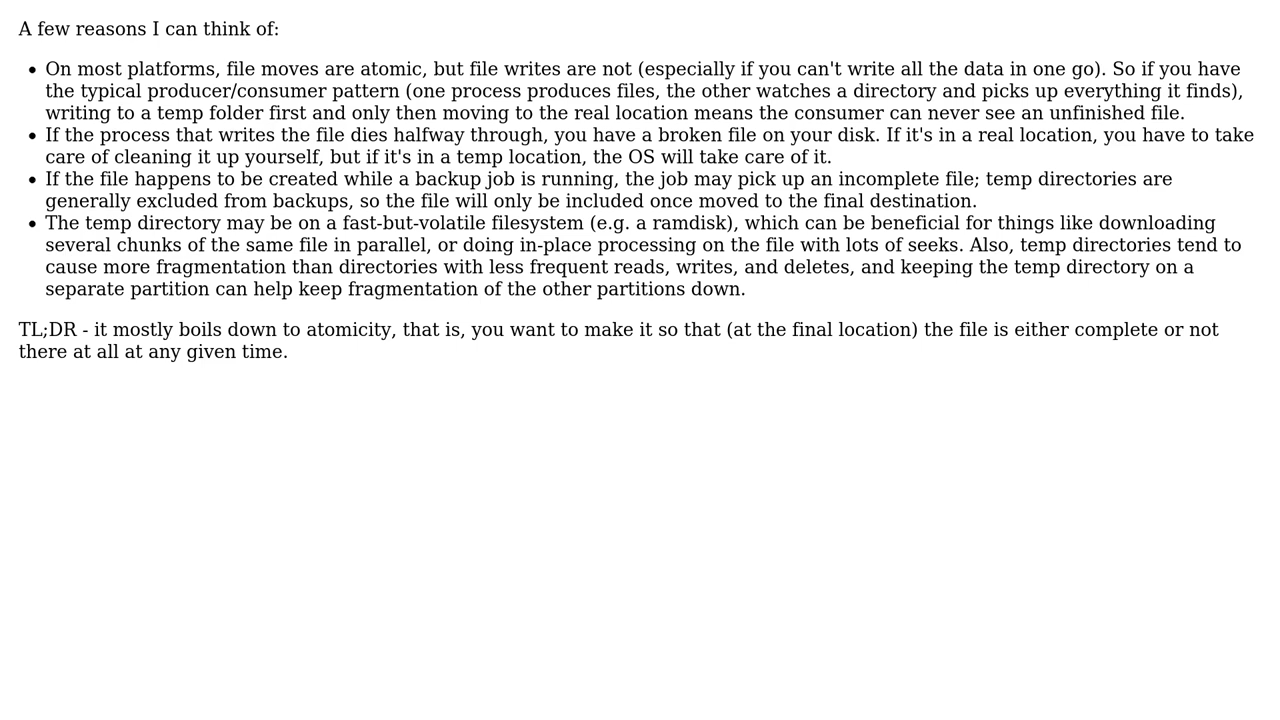 A few reasons I can think of:
• On most platforms, file moves are atomic, but file writes are not (especially if you can't write all the data in one go). So if you have
the typical producer/consumer pattern (one process produces files, the other watches a directory and picks up everything it finds),
writing to a temp folder first and only then moving to the real location means the consumer can never see an unfinished file.
• If the process that writes the file dies halfway through, you have a broken file on your disk. If it's in a real location, you have to take
care of cleaning it up yourself, but if it's in a temp location, the OS will take care of it.
• If the file happens to be created while a backup job is running, the job may pick up an incomplete file; temp directories are
generally excluded from backups, so the file will only be included once moved to the final destination.
• The temp directory may be on a fast-but-volatile filesystem (e.g. a ramdisk), which can be beneficial for things like downloading
several chunks of the same file in parallel, or doing in-place processing on the file with lots of seeks. Also, temp directories tend to
cause more fragmentation than directories with less frequent reads, writes, and deletes, and keeping the temp directory on a
separate partition can help keep fragmentation of the other partitions down.
TL;DR - it mostly boils down to atomicity, that is, you want to make it so that (at the final location) the file is either complete or not
there at all at any given time.